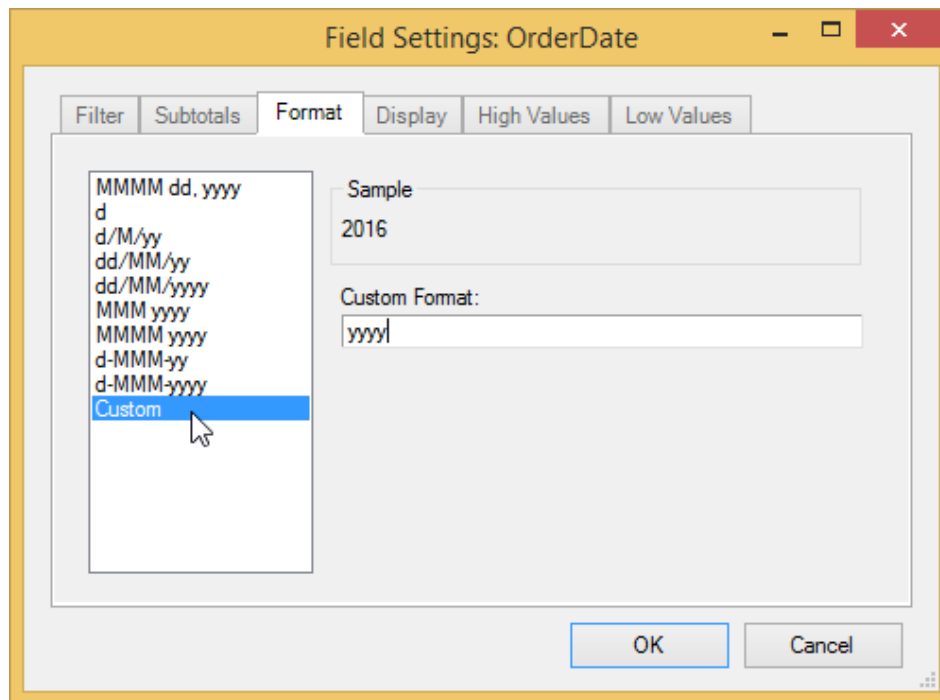 Field Settings: OrderDate
Filter Subtotals Format Display High Values Low Values
MMMM dd, yyyy
d
d/M/yy
dd/MM/yy
dd/MM/yyyy
MMM yyyy
MMMM yyyy
d-MMM-yy
d-MMM-yyyy
Custom
Sample
2016
Custom Format:
yyyy
OK Cancel